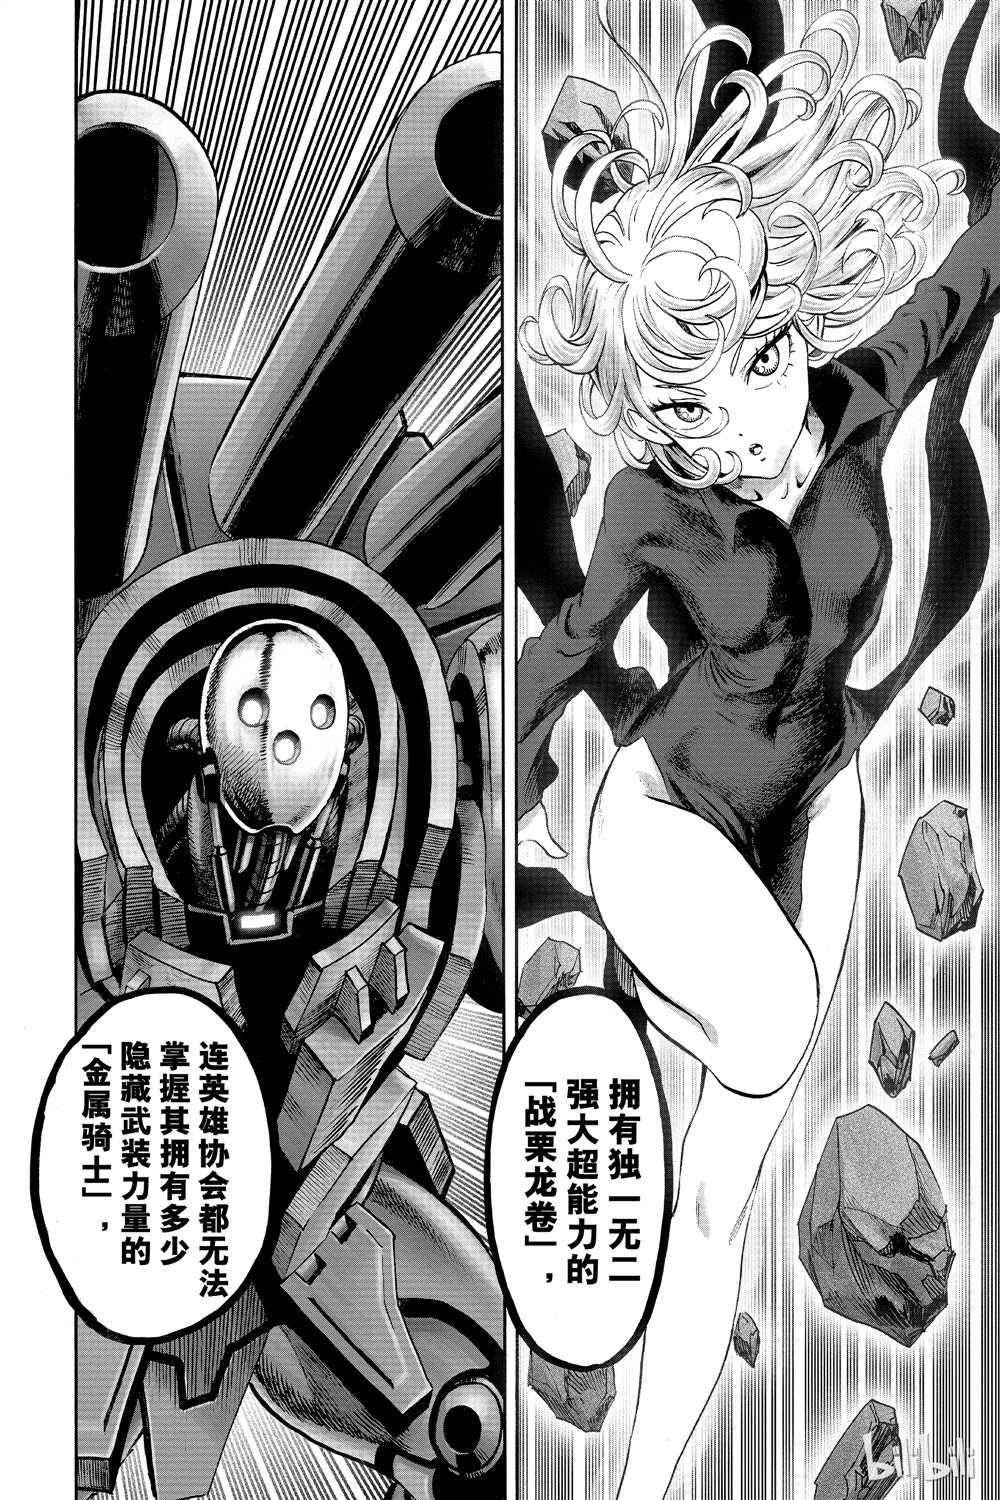 拥有独一无二
强大超能力的
「战栗龙卷」，
连英雄协会都无法
掌握其拥有多少
隐藏武装力量的
「金属骑士」，
bilibili